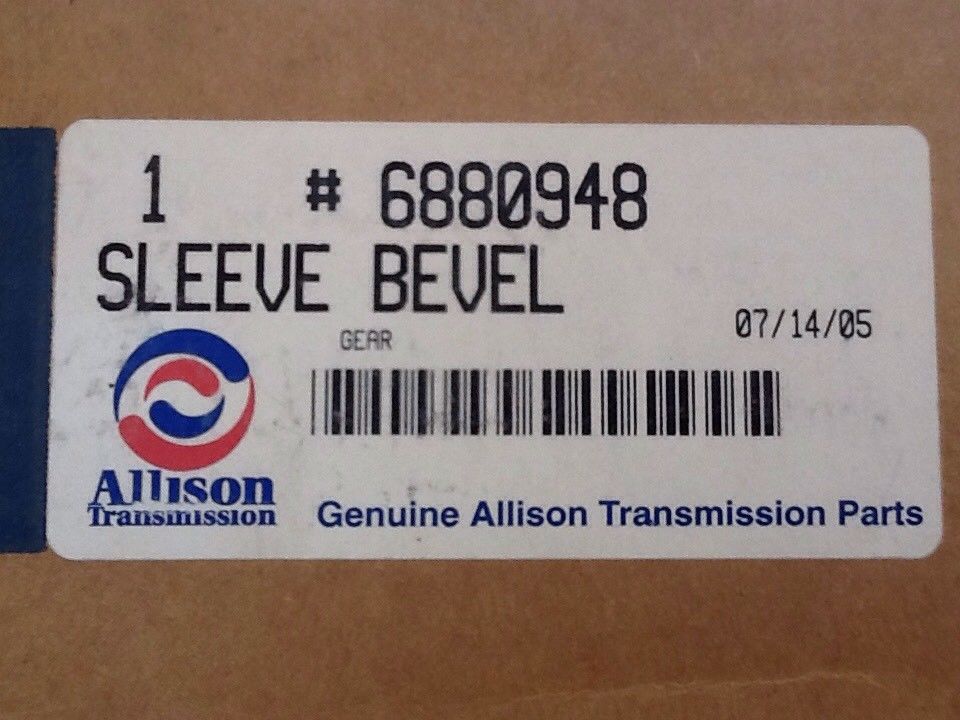 1 # 6880948
SLEEVE BEVEL
GEAR
07/14/05
Allison
Transmission
Genuine Allison Transmission Parts